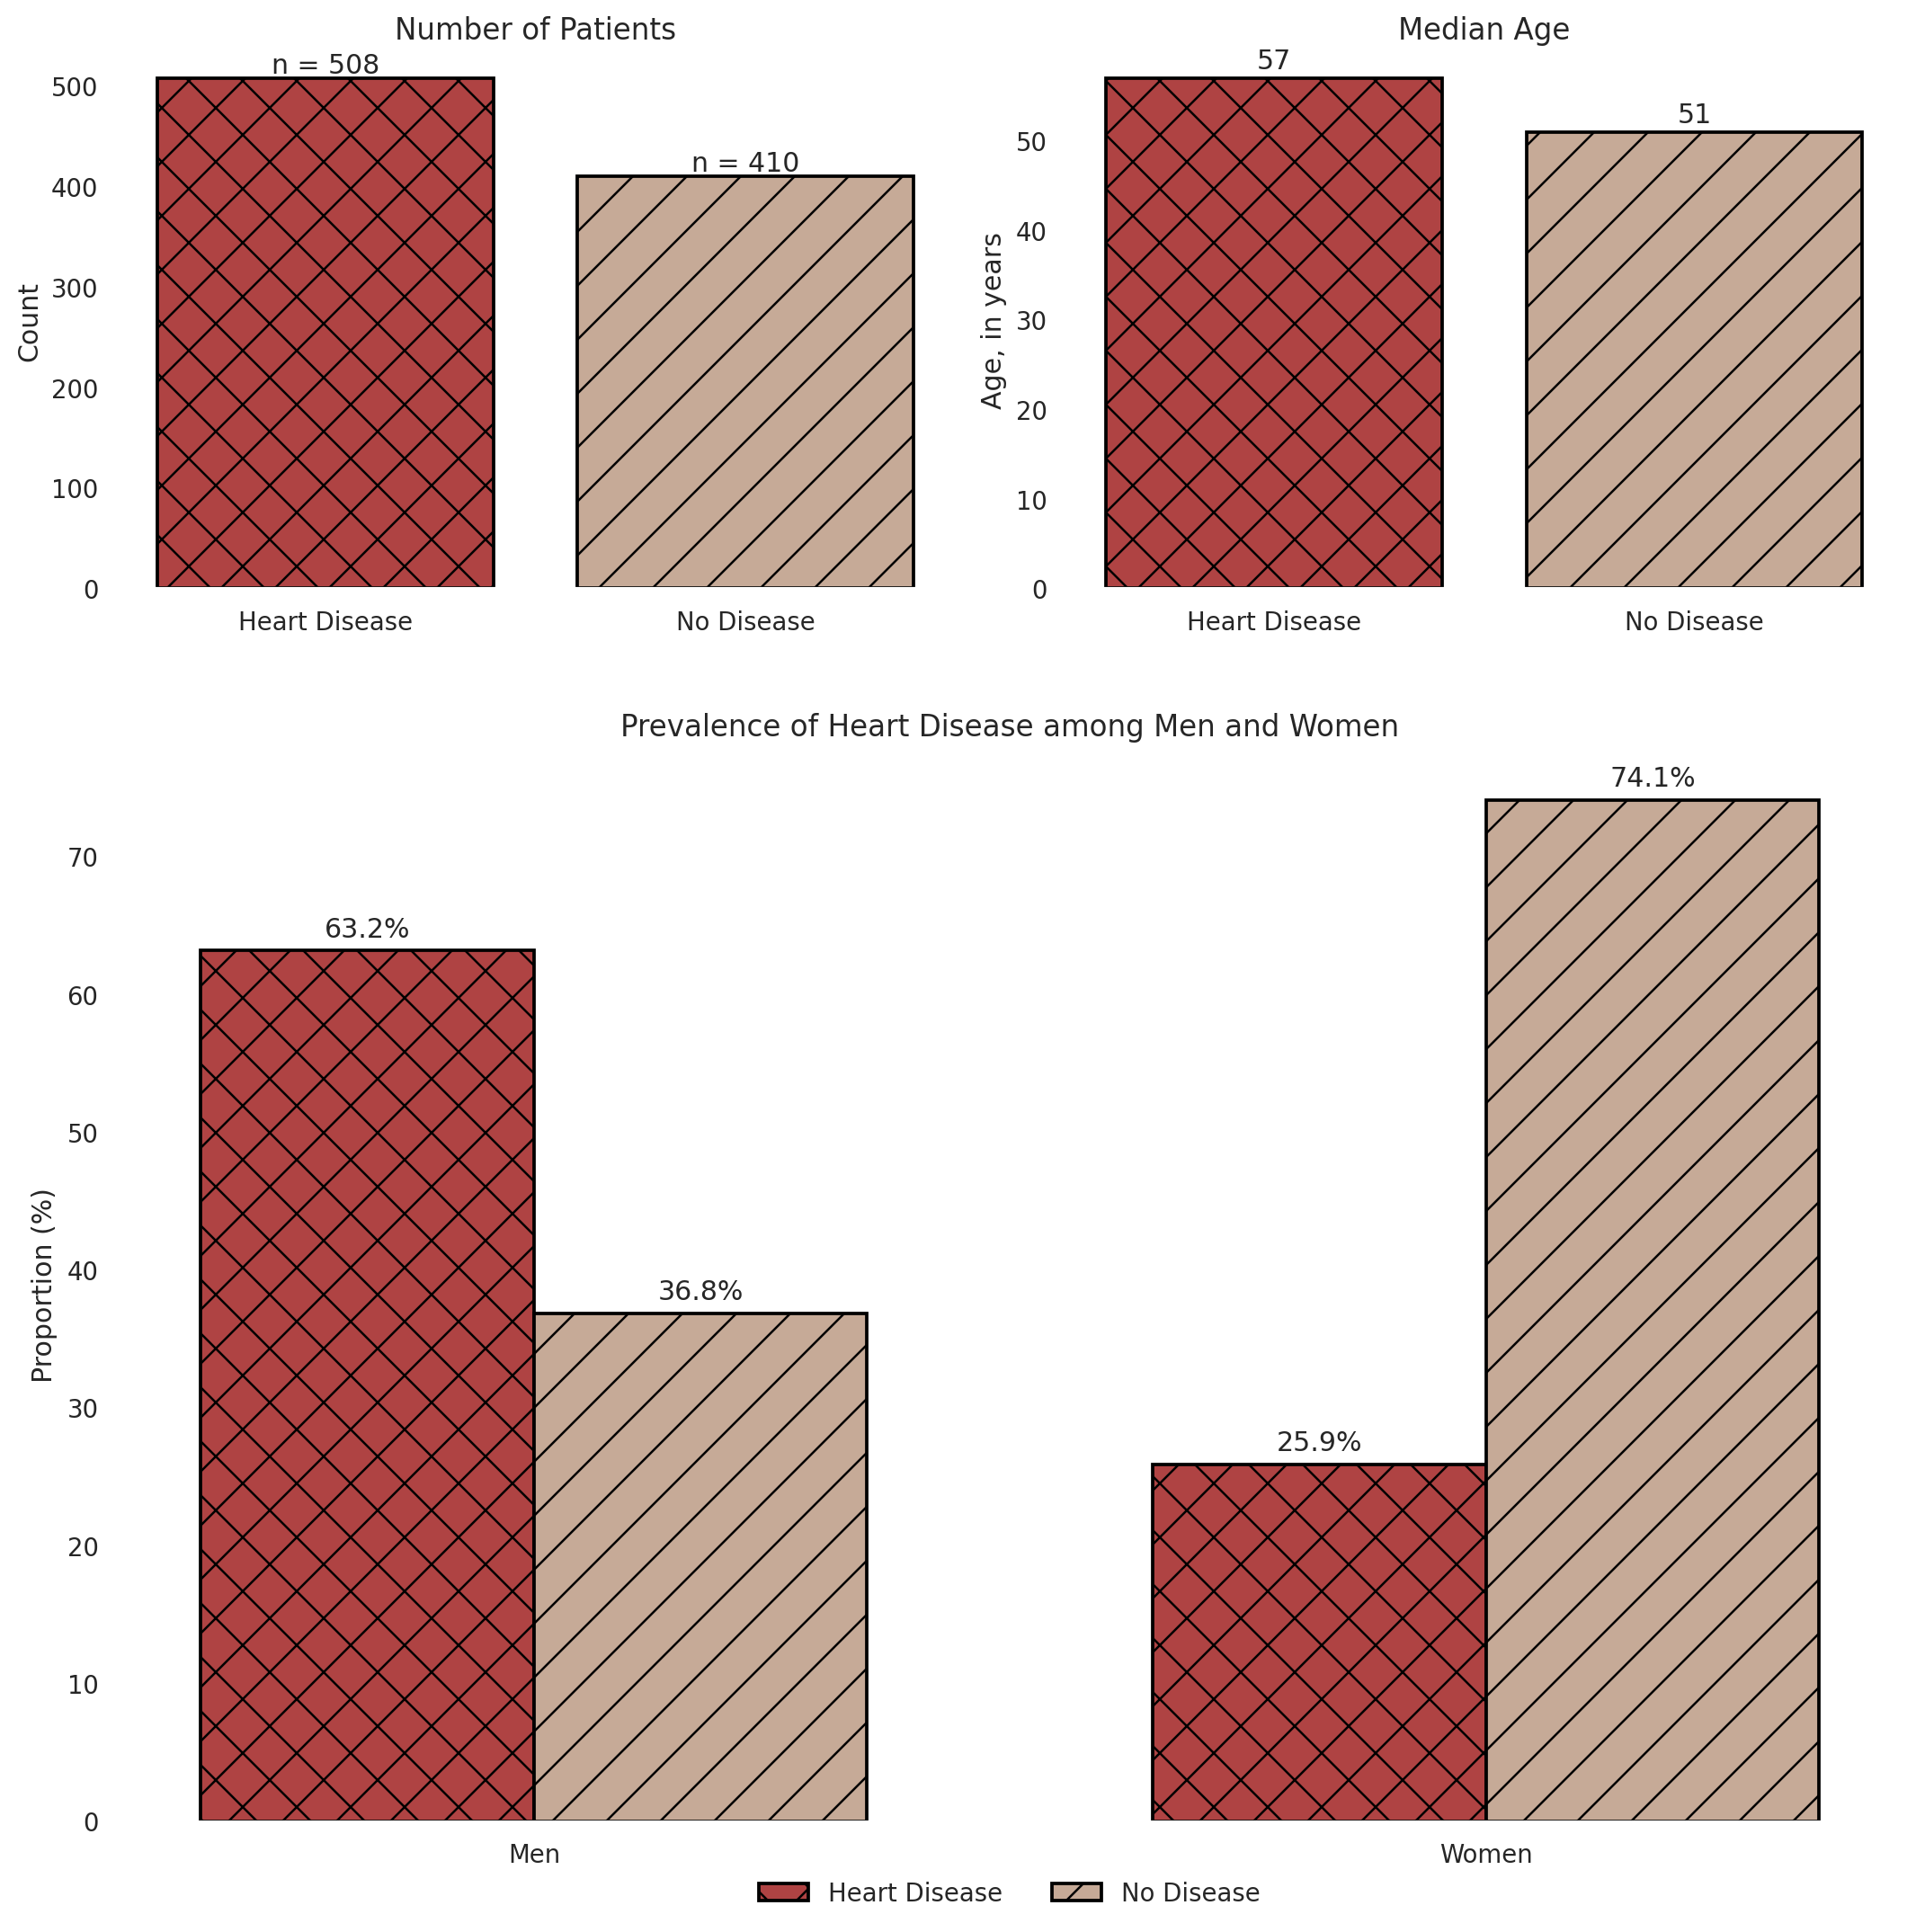 Number of Patients
n = 508
n = 410
500
400
300
200
100
0
Count
Heart Disease
No Disease
Median Age
57
51
50
40
30
20
10
0
Age, in years
Heart Disease
No Disease
Prevalence of Heart Disease among Men and Women
74.1%
63.2%
36.8%
25.9%
70
60
50
40
30
20
10
0
Proportion (%)
Men
Women
Heart Disease
No Disease